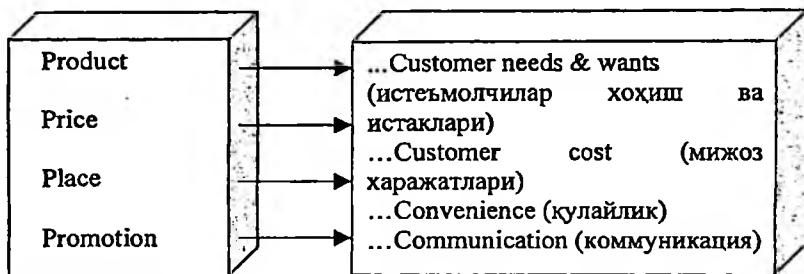 Product
Price
Place
Promotion
...Customer needs & wants
(истеъмолчилар хоҳиш ва
истаклари)
...Customer cost (мижоз
харажатлари)
...Convenience (қулайлик)
...Communication (коммуникация)